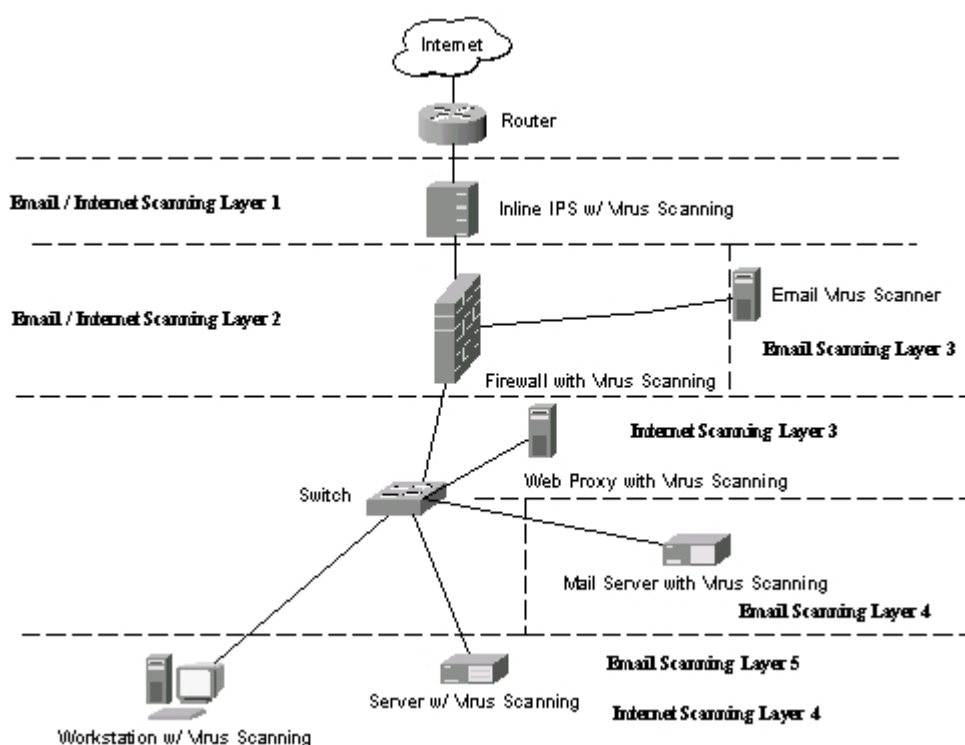 Internet
Router
Email / Internet Scanning Layer 1
Inline IPS w/ Virus Scanning
Email / Internet Scanning Layer 2
Email Virus Scanner
Email Scanning Layer 3
Firewall with Virus Scanning
Internet Scanning Layer 3
Web Proxy with Virus Scanning
Switch
Mail Server with Virus Scanning
Email Scanning Layer 4
Email Scanning Layer 5
Server w/ Virus Scanning
Internet Scanning Layer 4
Workstation w/ Virus Scanning